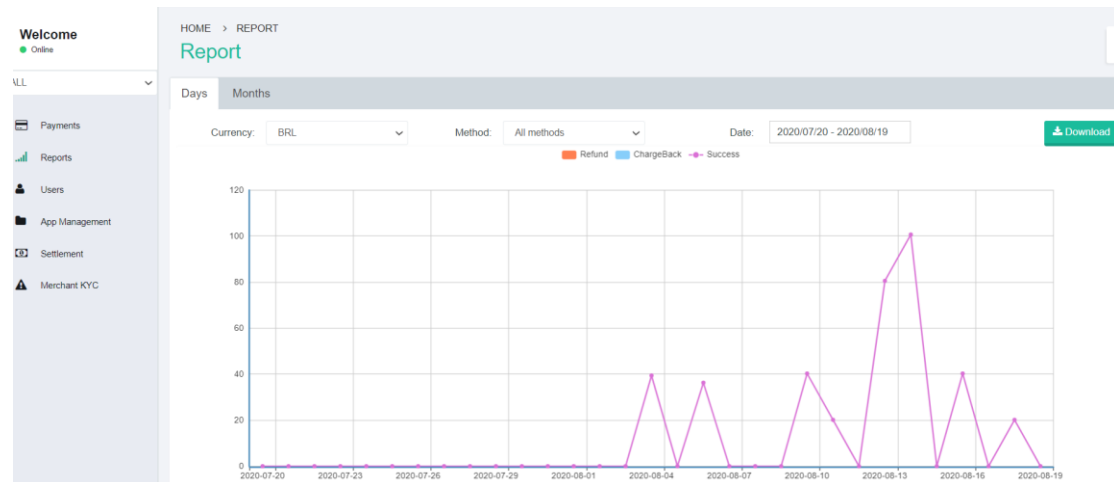 Welcome
Online
ALL
Payments
Reports
Users
App Management
Settlement
Merchant KYC
HOME > REPORT
Report
Days Months
Currency: BRL Method: All methods Date: 2020/07/20 - 2020/08/19 Download
Refund ChargeBack Success
120
100
80
60
40
20
0
2020-07-20 2020-07-23 2020-07-26 2020-07-29 2020-08-01 2020-08-04 2020-08-07 2020-08-10 2020-08-13 2020-08-16 2020-08-19